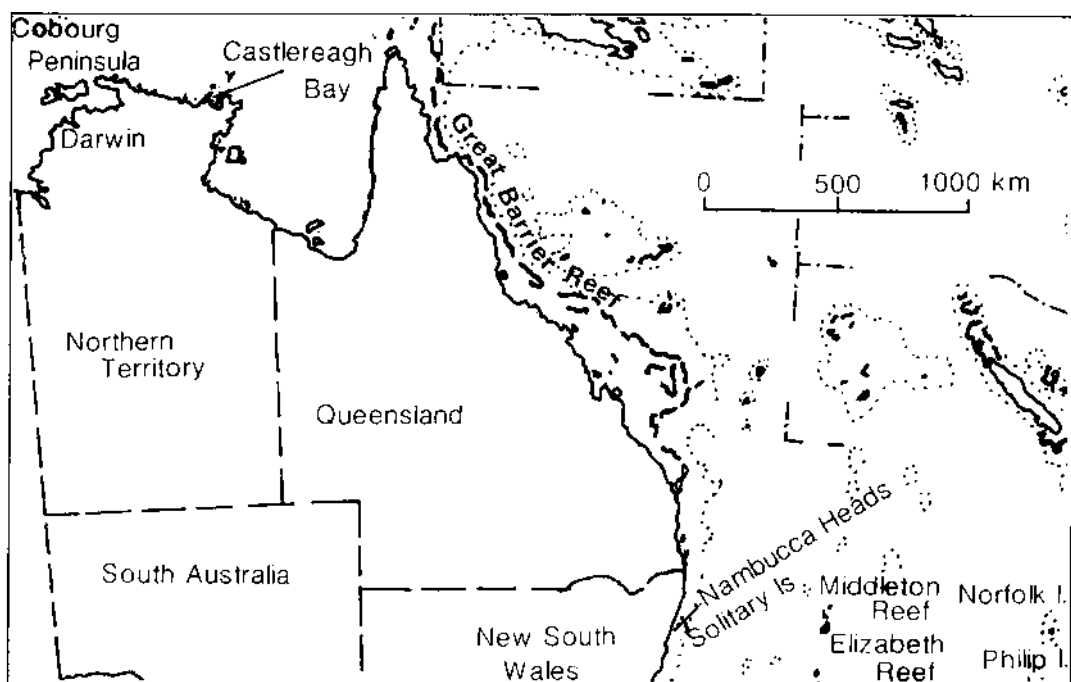 Cobourg
Peninsula
Castlereagh
Bay
Darwin
Great Barrier Reef
0 500 1000 km
Northern
Territory
Queensland
South Australia
New South
Wales
Nambucca Heads
Solitary Is
Middleton
Reef
Elizabeth
Reef
Norfolk I.
Philip I.